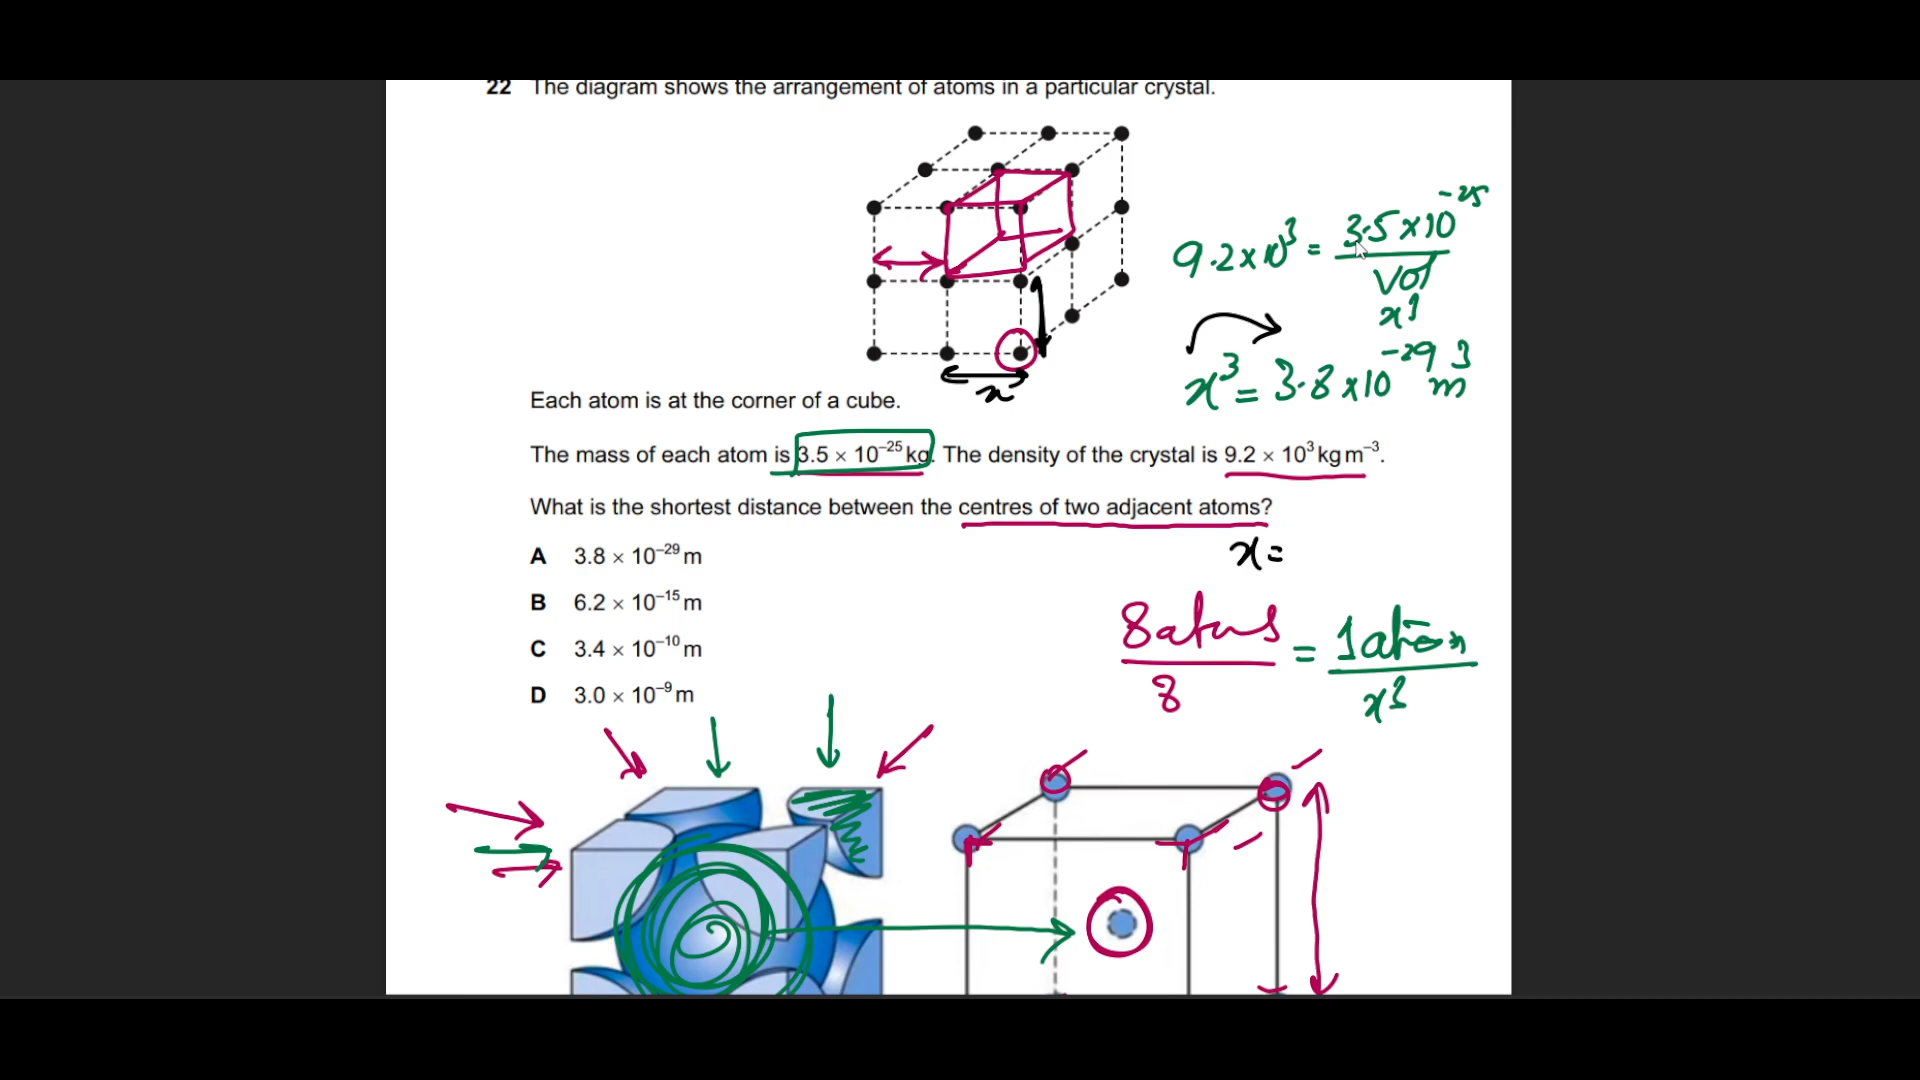 22 The diagram shows the arrangement of atoms in a particular crystal.
9.2×10³ = 3.5×10⁻²⁵
Vol
x³
x³ = 3.8×10⁻²⁹ m³
x
Each atom is at the corner of a cube.
The mass of each atom is 3.5 × 10⁻²⁵ kg. The density of the crystal is 9.2 × 10³ kg m⁻³.
What is the shortest distance between the centres of two adjacent atoms?
x =
A 3.8 × 10⁻²⁹ m
B 6.2 × 10⁻¹⁵ m
C 3.4 × 10⁻¹⁰ m
D 3.0 × 10⁻⁹ m
8 atoms = 1 atom
8 x³